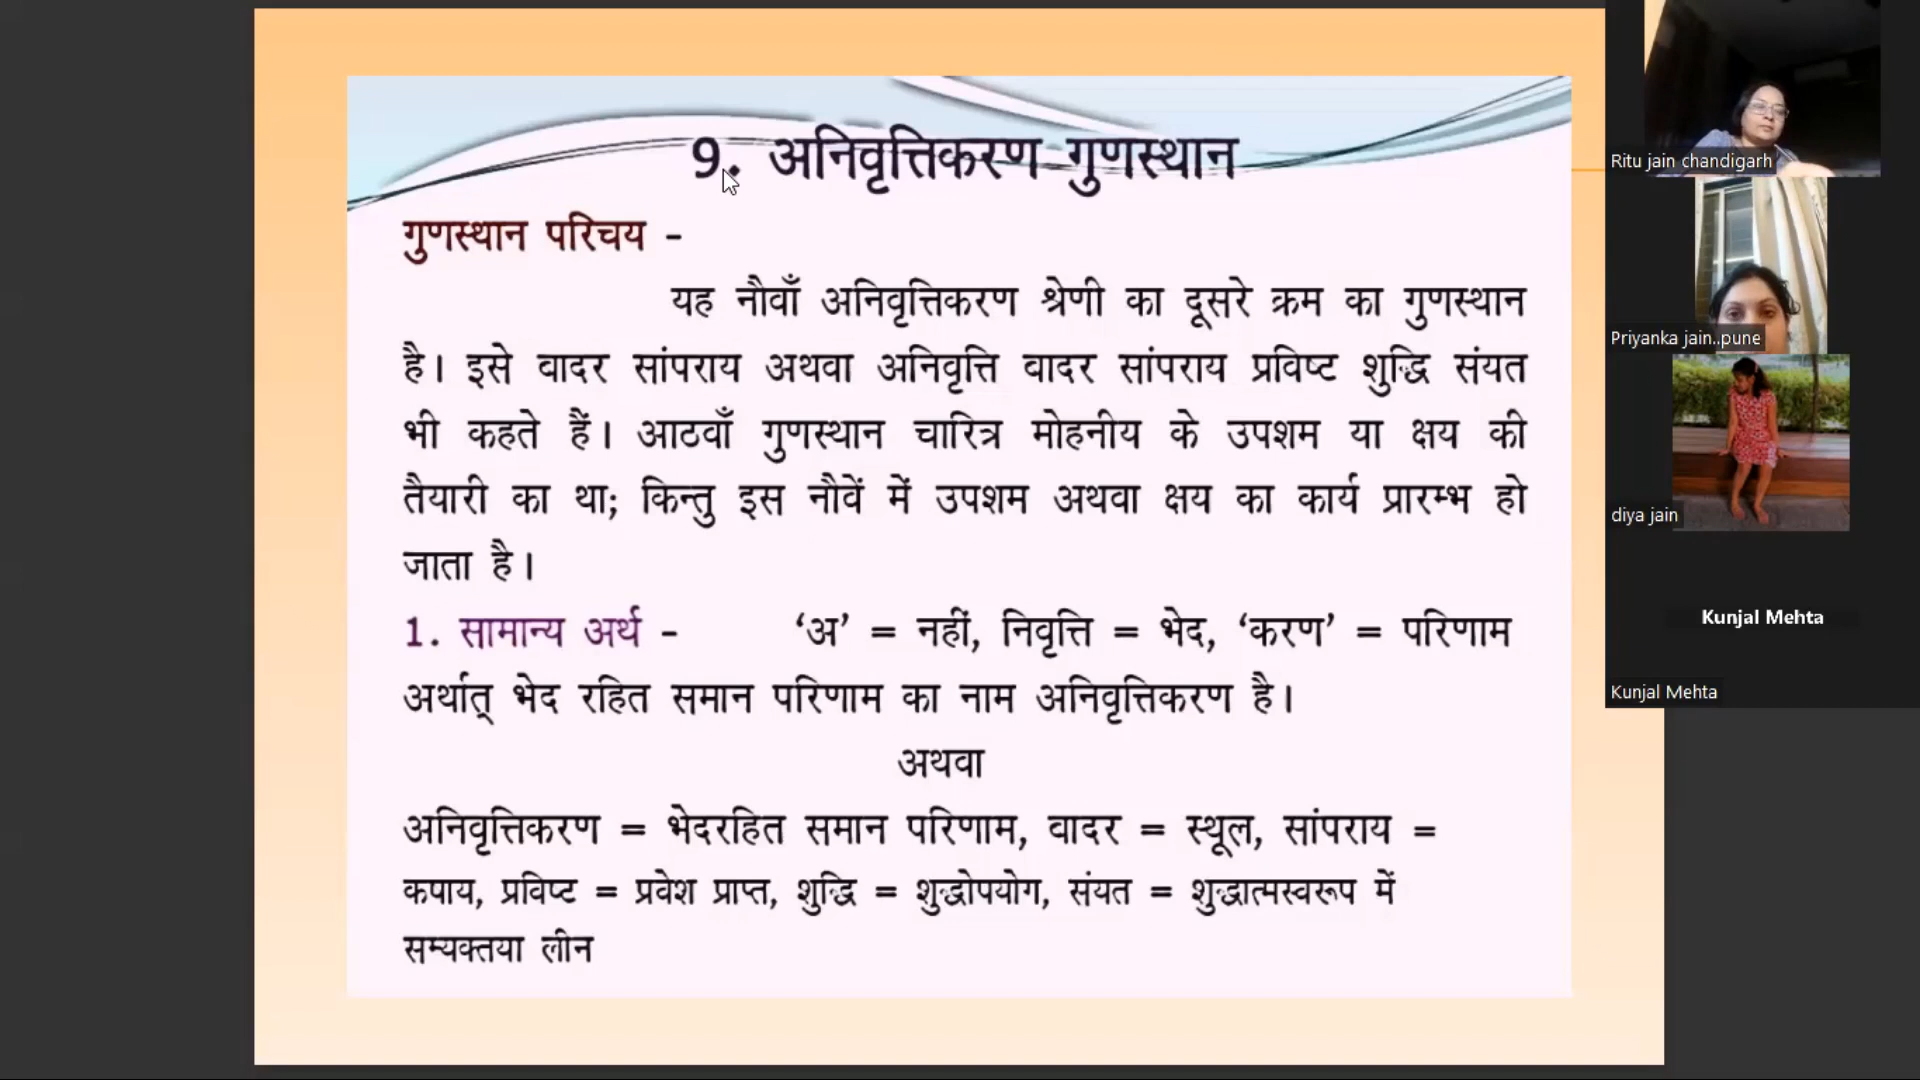 9. अनिवृत्तिकरण गुणस्थान
गुणस्थान परिचय -
यह नौवाँ अनिवृत्तिकरण श्रेणी का दूसरे क्रम का गुणस्थान
है। इसे वादर सांपराय अथवा अनिवृत्ति वादर सांपराय प्रविष्ट शुद्धि संयत
भी कहते हैं। आठवाँ गुणस्थान चारित्र मोहनीय के उपशम या क्षय की
तैयारी का था; किन्तु इस नौवें में उपशम अथवा क्षय का कार्य प्रारम्भ हो
जाता है।
1. सामान्य अर्थ - ‘अ’ = नहीं, निवृत्ति = भेद, ‘करण’ = परिणाम
अर्थात् भेद रहित समान परिणाम का नाम अनिवृत्तिकरण है।
अथवा
अनिवृत्तिकरण = भेदरहित समान परिणाम, वादर = स्थूल, सांपराय =
कषाय, प्रविष्ट = प्रवेश प्राप्त, शुद्धि = शुद्धोपयोग, संयत = शुद्धात्मस्वरूप में
सम्यक्तया लीन
Ritu jain chandigarh
Priyanka jain..pune
diya jain
Kunjal Mehta
Kunjal Mehta